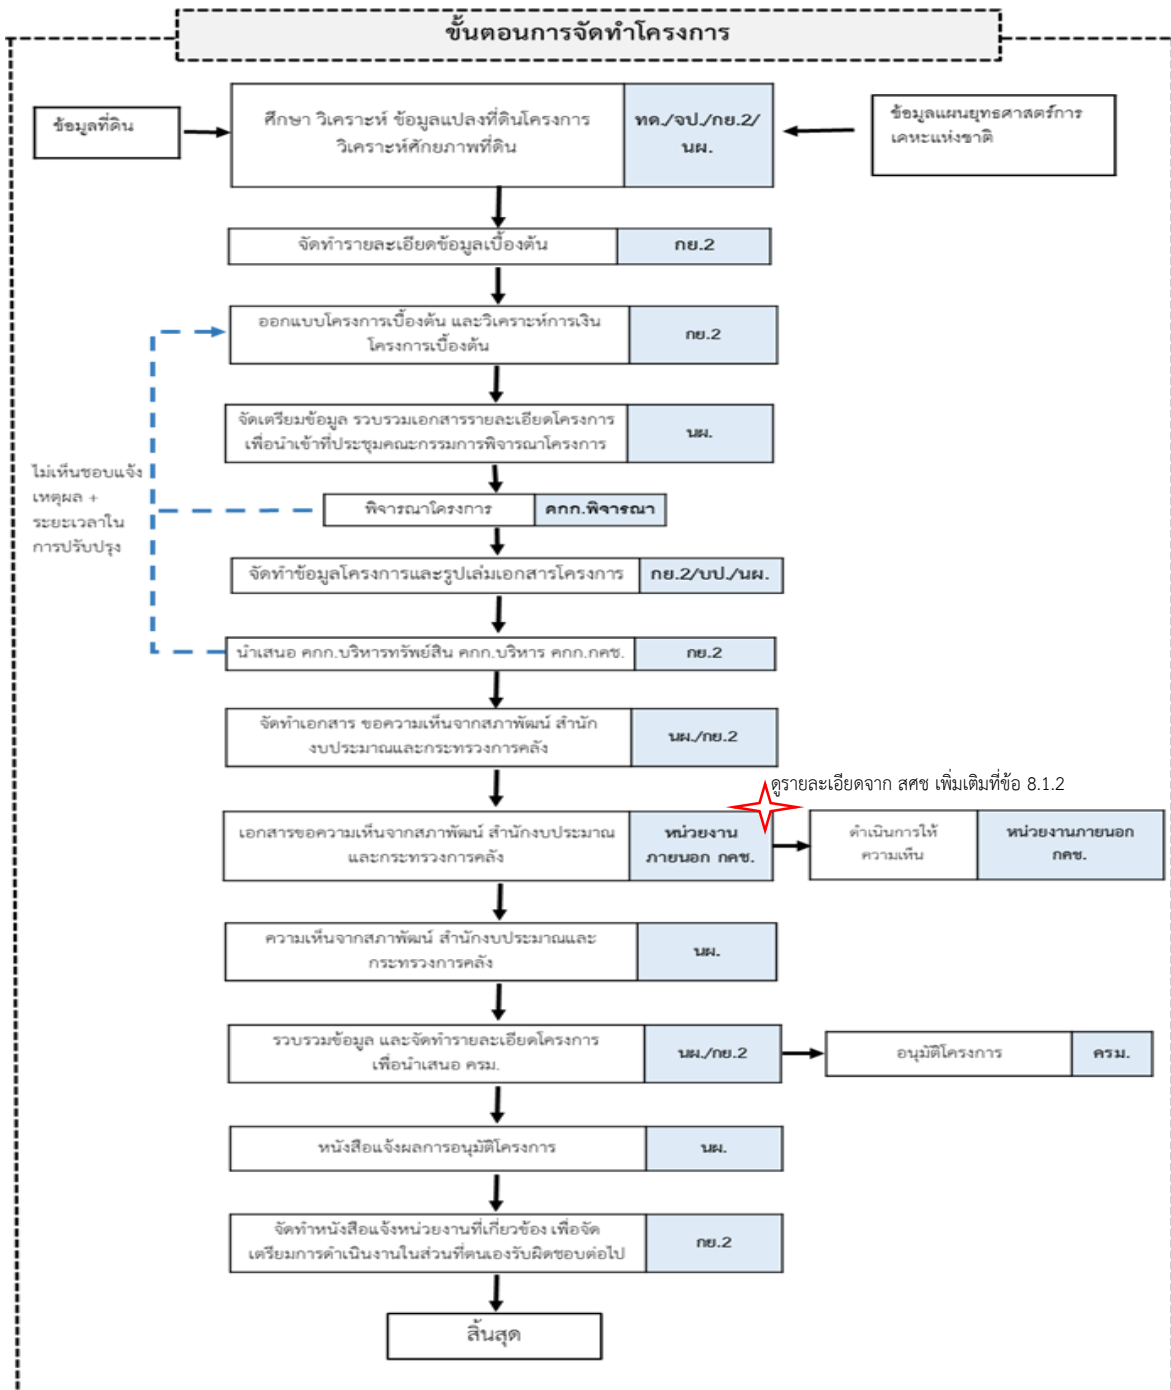 ขั้นตอนการจัดทำโครงการ
ข้อมูลที่ดิน
ศึกษา วิเคราะห์ ข้อมูลแปลงที่ดินโครงการ
วิเคราะห์ศักยภาพที่ดิน
ทด./จป./กย.2/
นผ.
ข้อมูลแผนยุทธศาสตร์การ
เคหะแห่งชาติ
จัดทำรายละเอียดข้อมูลเบื้องต้น
กย.2
ออกแบบโครงการเบื้องต้น และวิเคราะห์การเงิน
โครงการเบื้องต้น
กย.2
จัดเตรียมข้อมูล รวบรวมเอกสารรายละเอียดโครงการ
เพื่อนำเข้าที่ประชุมคณะกรรมการพิจารณาโครงการ
นผ.
ไม่เห็นชอบแจ้ง
เหตุผล +
ระยะเวลาใน
การปรับปรุง
พิจารณาโครงการ
คกก.พิจารณา
จัดทำข้อมูลโครงการและรูปเล่มเอกสารโครงการ
กย.2/บป./นผ.
นำเสนอ คกก.บริหารทรัพย์สิน คกก.บริหาร คกก.กคช.
กย.2
จัดทำเอกสาร ขอความเห็นจากสภาพัฒน์ สำนัก
งบประมาณและกระทรวงการคลัง
นผ./กย.2
ดูรายละเอียดจาก สศช เพิ่มเติมที่ข้อ 8.1.2
เอกสารขอความเห็นจากสภาพัฒน์ สำนักงบประมาณ
และกระทรวงการคลัง
หน่วยงาน
ภายนอก กคช.
ดำเนินการให้
ความเห็น
หน่วยงานภายนอก
กคช.
ความเห็นจากสภาพัฒน์ สำนักงบประมาณและ
กระทรวงการคลัง
นผ.
รวบรวมข้อมูล และจัดทำรายละเอียดโครงการ
เพื่อนำเสนอ ครม.
นผ./กย.2
อนุมัติโครงการ
ครม.
หนังสือแจ้งผลการอนุมัติโครงการ
นผ.
จัดทำหนังสือแจ้งหน่วยงานที่เกี่ยวข้อง เพื่อจัด
เตรียมการดำเนินงานในส่วนที่ตนเองรับผิดชอบต่อไป
กย.2
สิ้นสุด